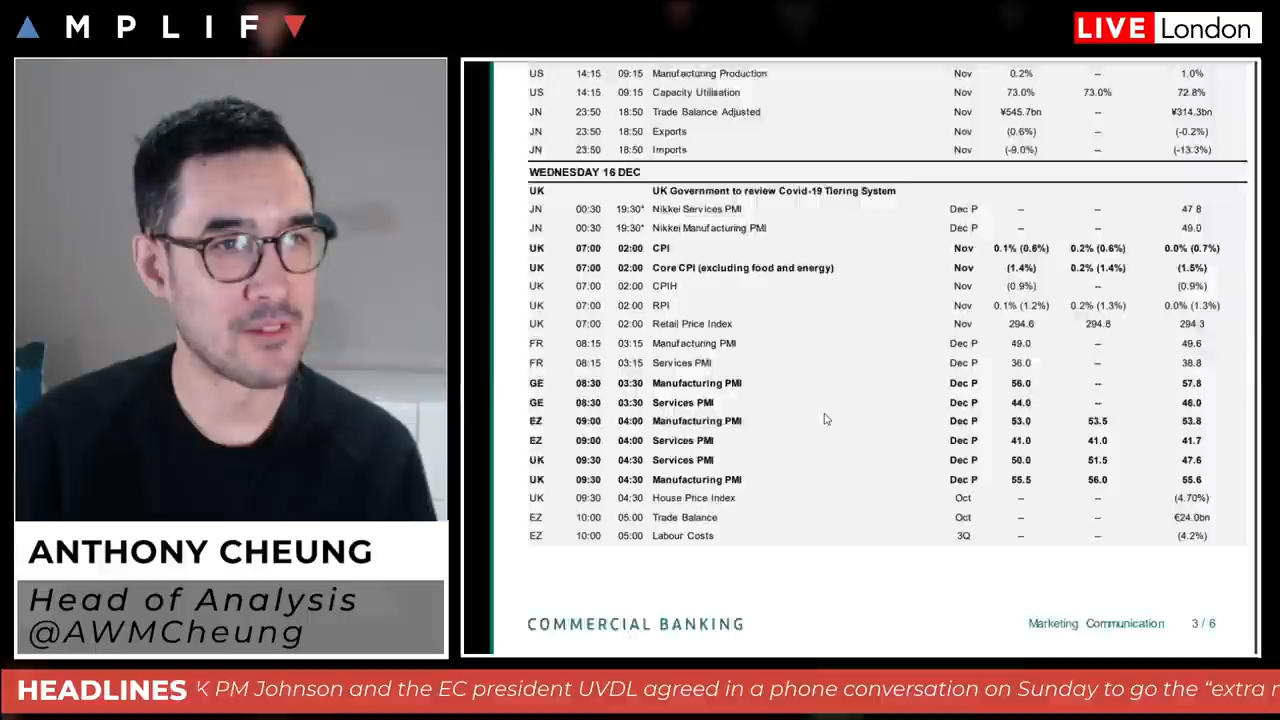 AMPLIFY
LIVE London
US 14:15 09:15 Manufacturing Production Nov 0.2% -- 1.0%
US 14:15 09:15 Capacity Utilisation Nov 73.0% 73.0% 72.8%
JN 23:50 18:50 Trade Balance Adjusted Nov ¥545.7bn -- ¥314.3bn
JN 23:50 18:50 Exports Nov (0.6%) -- (-0.2%)
JN 23:50 18:50 Imports Nov (-9.0%) -- (-13.3%)
WEDNESDAY 16 DEC
UK UK Government to review Covid-19 Tiering System
JN 00:30 19:30* Nikkei Services PMI Dec P -- -- 47.8
JN 00:30 19:30* Nikkei Manufacturing PMI Dec P -- -- 49.0
UK 07:00 02:00 CPI Nov 0.1% (0.6%) 0.2% (0.6%) 0.0% (0.7%)
UK 07:00 02:00 Core CPI (excluding food and energy) Nov (1.4%) 0.2% (1.4%) (1.5%)
UK 07:00 02:00 CPIH Nov (0.9%) -- (0.9%)
UK 07:00 02:00 RPI Nov 0.1% (1.2%) 0.2% (1.3%) 0.0% (1.3%)
UK 07:00 02:00 Retail Price Index Nov 294.6 294.8 294.3
FR 08:15 03:15 Manufacturing PMI Dec P 49.0 -- 49.6
FR 08:15 03:15 Services PMI Dec P 36.0 -- 38.8
GE 08:30 03:30 Manufacturing PMI Dec P 56.0 -- 57.8
GE 08:30 03:30 Services PMI Dec P 44.0 -- 46.0
EZ 09:00 04:00 Manufacturing PMI Dec P 53.0 53.5 53.8
EZ 09:00 04:00 Services PMI Dec P 41.0 41.0 41.7
UK 09:30 04:30 Services PMI Dec P 50.0 51.5 47.6
UK 09:30 04:30 Manufacturing PMI Dec P 55.5 56.0 55.6
UK 09:30 04:30 House Price Index Oct -- -- (4.70%)
EZ 10:00 05:00 Trade Balance Oct -- -- €24.0bn
EZ 10:00 05:00 Labour Costs 3Q -- -- (4.2%)
COMMERCIAL BANKING Marketing Communication 3 / 6
ANTHONY CHEUNG
Head of Analysis
@AWMCheung
HEADLINES K PM Johnson and the EC president UVDL agreed in a phone conversation on Sunday to go the “extra